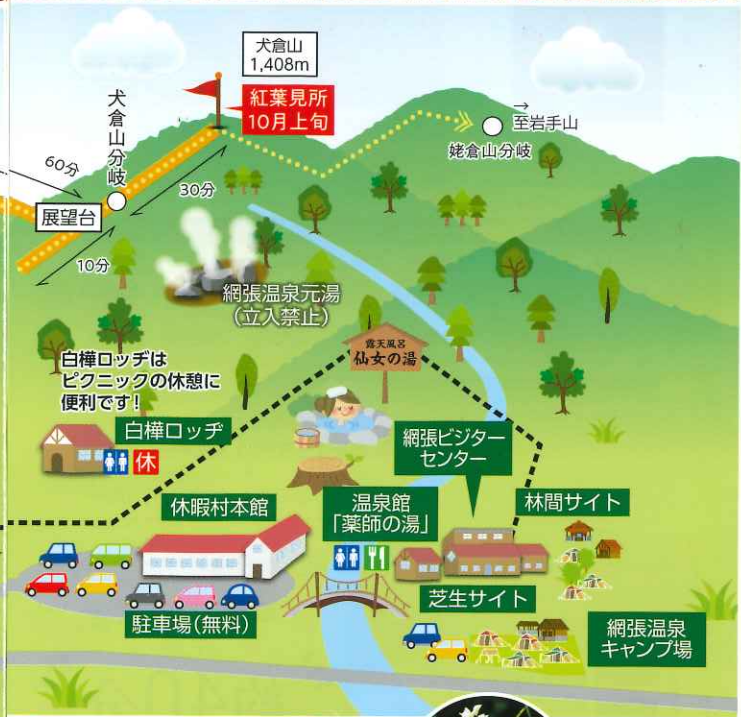 犬倉山
1,408m
紅葉見所
10月上旬
犬倉山分岐
→
至岩手山
姥倉山分岐
60分
30分
展望台
10分
網張温泉元湯
(立入禁止)
露天風呂
仙女の湯
白樺ロッヂは
ピクニックの休憩に
便利です!
白樺ロッヂ
休
網張ビジター
センター
休暇村本館
温泉館
「薬師の湯」
林間サイト
芝生サイト
駐車場(無料)
網張温泉
キャンプ場